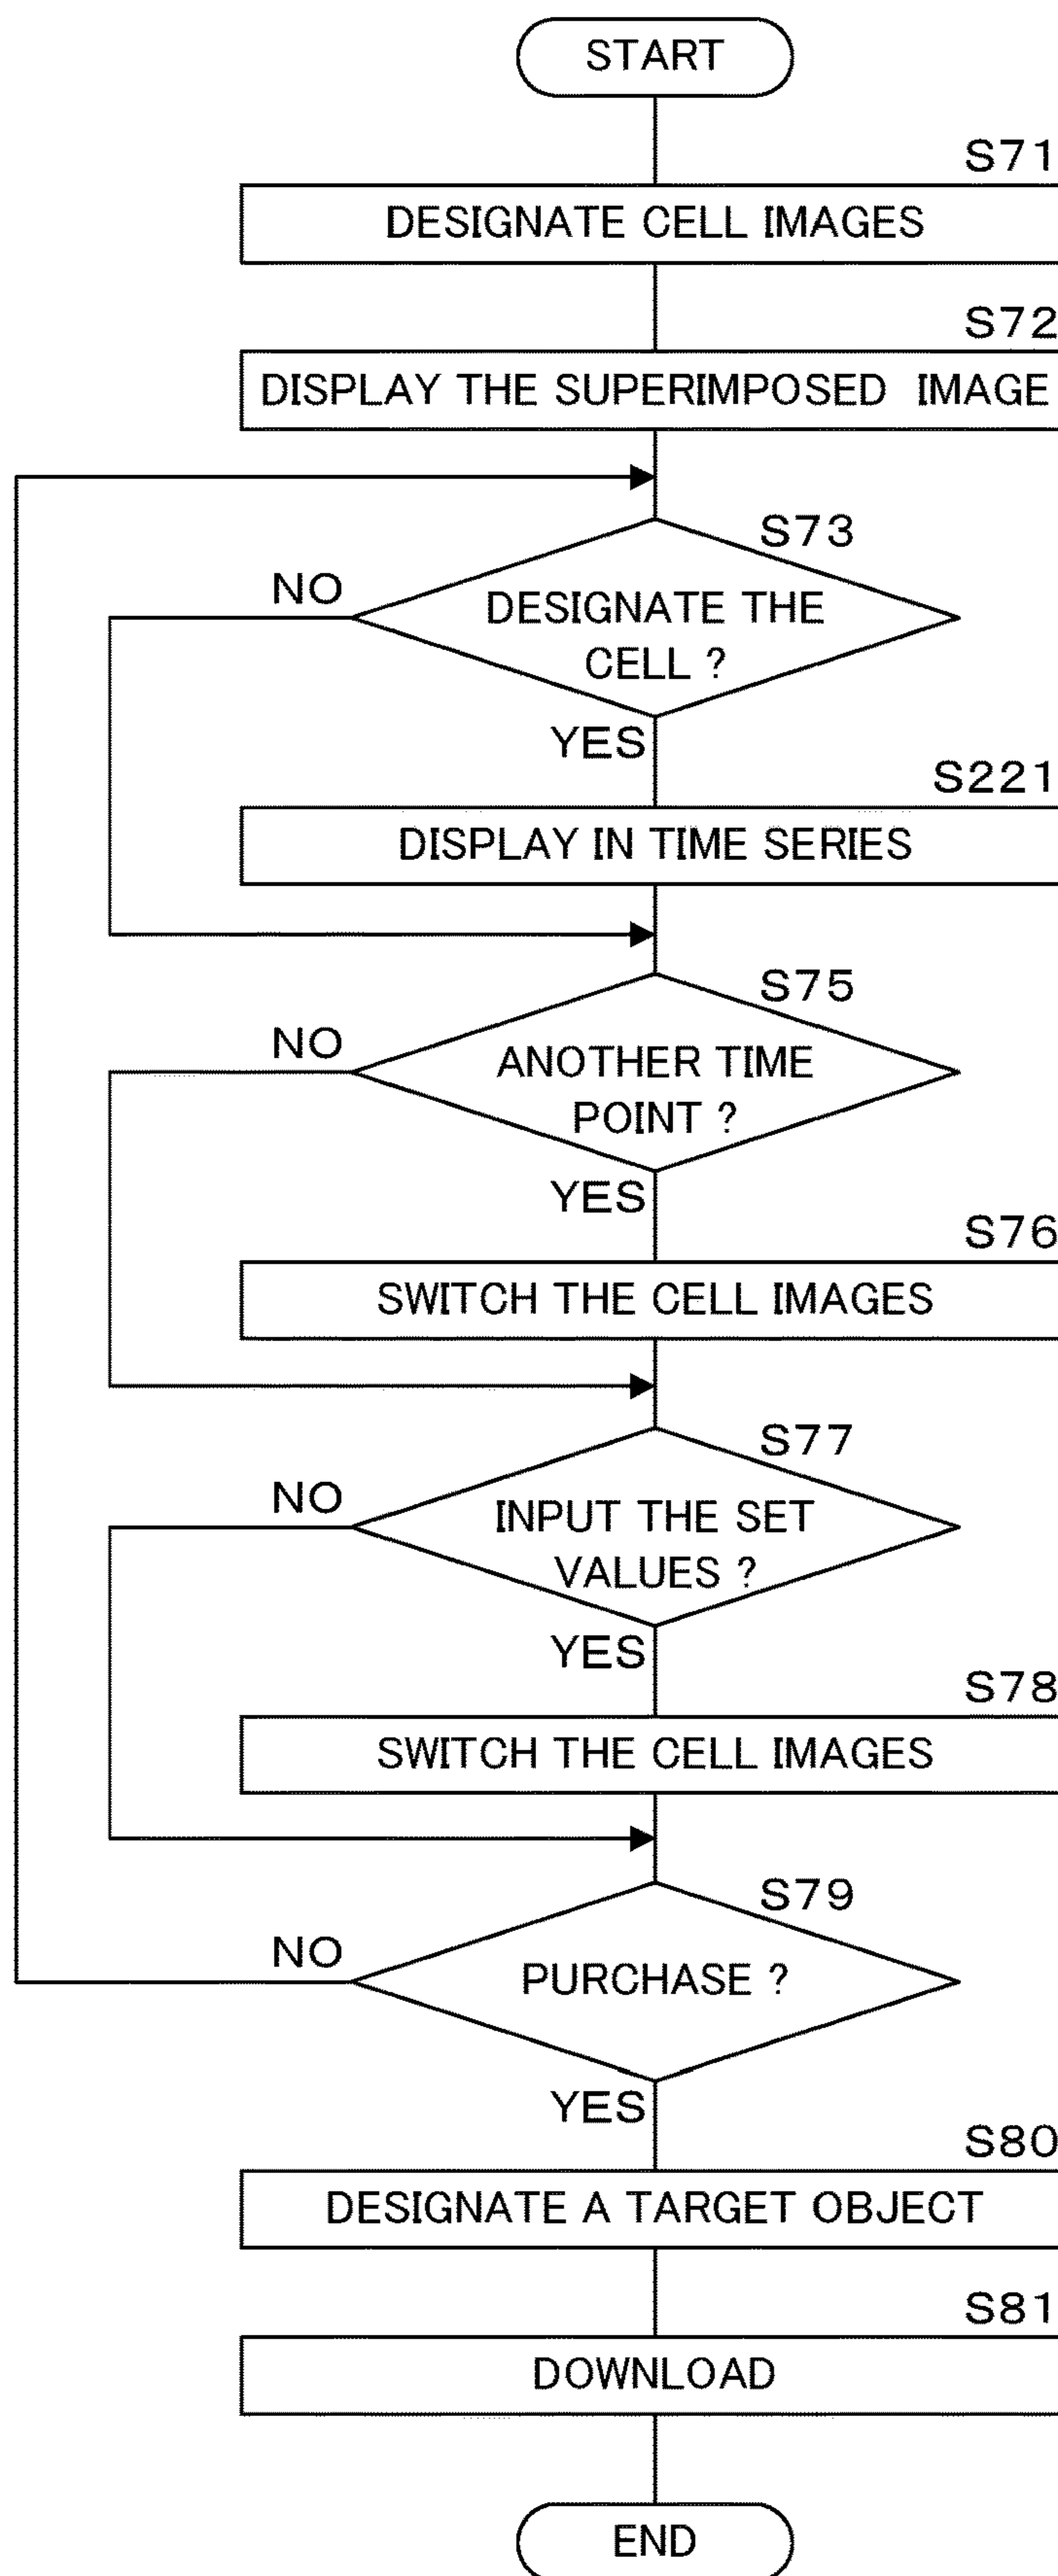 START
S71
DESIGNATE CELL IMAGES
S72
DISPLAY THE SUPERIMPOSED IMAGE
S73
NO
DESIGNATE THE
CELL ?
YES
S221
DISPLAY IN TIME SERIES
S75
NO
ANOTHER TIME
POINT ?
YES
S76
SWITCH THE CELL IMAGES
S77
NO
INPUT THE SET
VALUES ?
YES
S78
SWITCH THE CELL IMAGES
S79
NO
PURCHASE ?
YES
S80
DESIGNATE A TARGET OBJECT
S81
DOWNLOAD
END